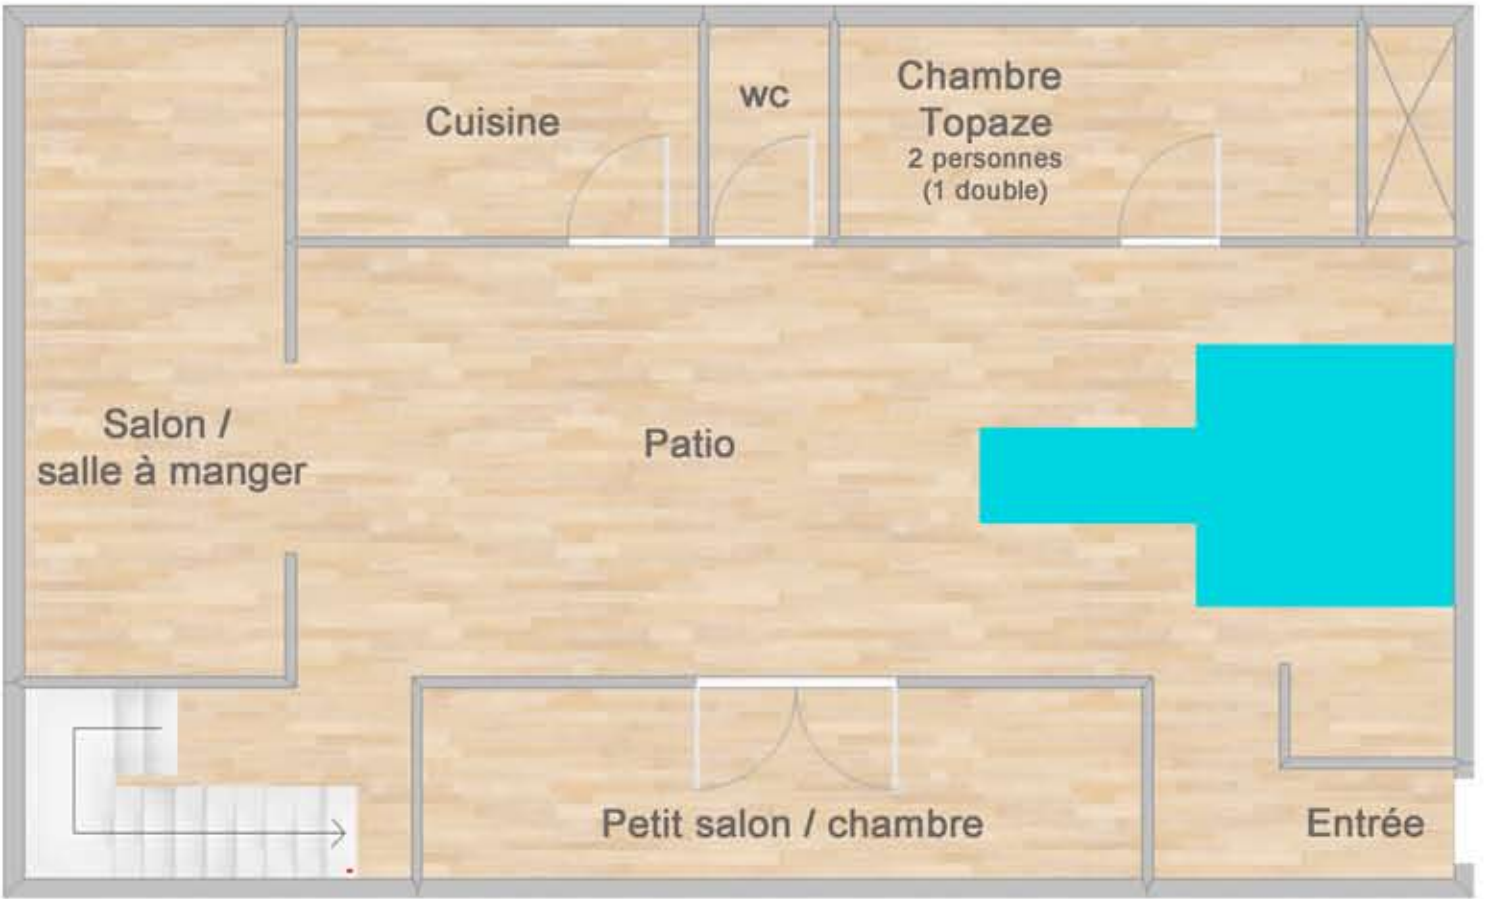 Cuisine
WC
Chambre
Topaze
2 personnes
(1 double)
Salon /
salle à manger
Patio
Petit salon / chambre
Entrée